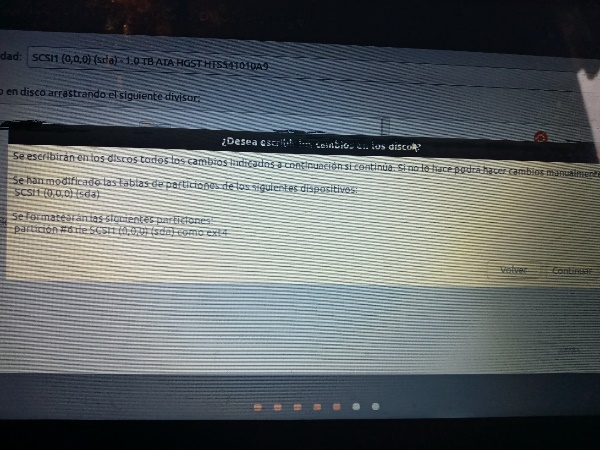 dad: SCSI1 (0,0,0) (sda) - 1.0 TB ATA HGST HTS541010A9
o en disco arrastrando el siguiente divisor:
¿Desea escribir los cambios en los discos?
Se escribirán en los discos todos los cambios indicados a continuación si continúa. Si no lo hace podrá hacer cambios manualmente
Se han modificado las tablas de particiones de los siguientes dispositivos:
SCSI1 (0,0,0) (sda)
Se formatearán las siguientes particiones:
partición #6 de SCSI1 (0,0,0) (sda) como ext4
Volver Continuar